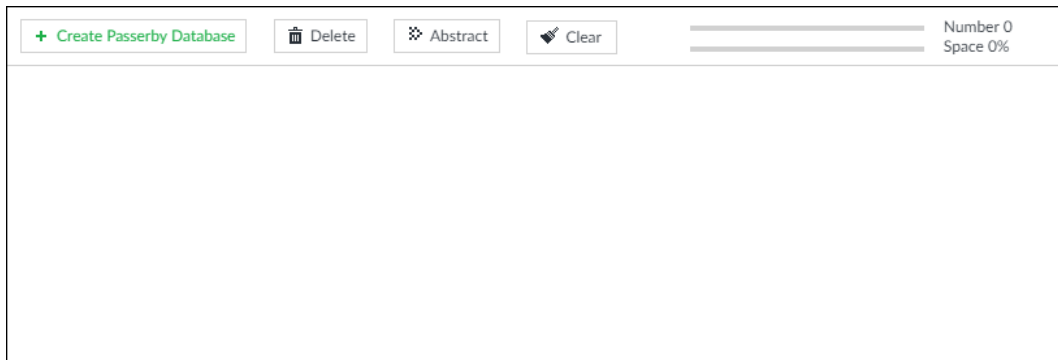 + Create Passerby Database
Delete
Abstract
Clear
Number 0
Space 0%